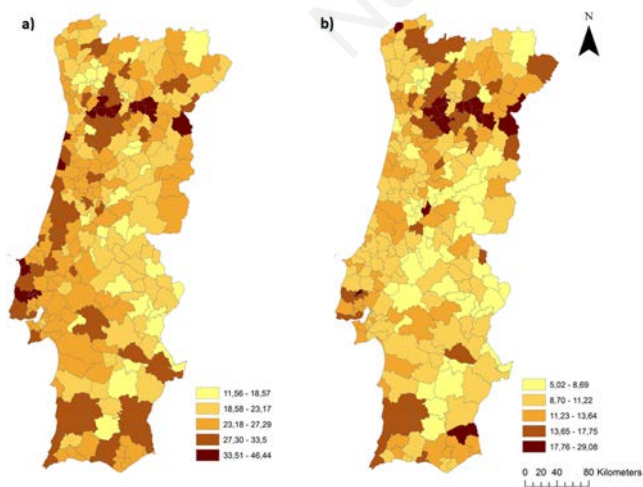 a)
b)
N
11,56 - 18,57
18,58 - 23,17
23,18 - 27,29
27,30 - 33,5
33,51 - 46,44
5,02 - 8,69
8,70 - 11,22
11,23 - 13,64
13,65 - 17,75
17,76 - 29,08
0 20 40 80 Kilometers